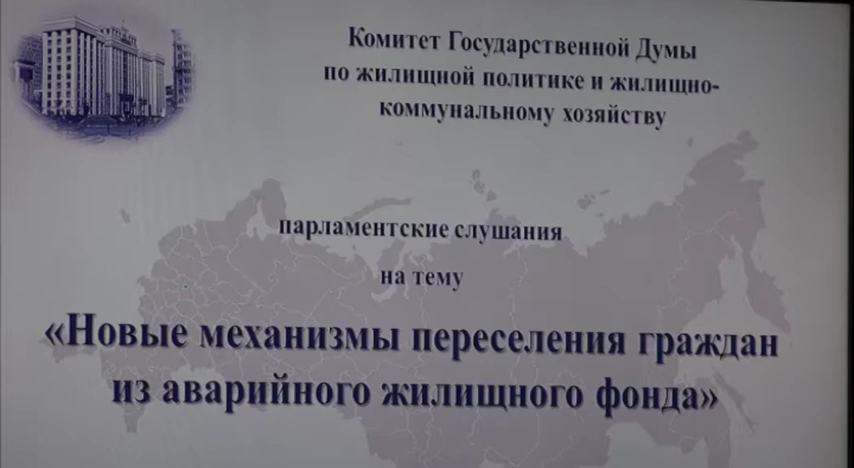 Комитет Государственной Думы
по жилищной политике и жилищно-
коммунальному хозяйству
парламентские слушания
на тему
«Новые механизмы переселения граждан
из аварийного жилищного фонда»